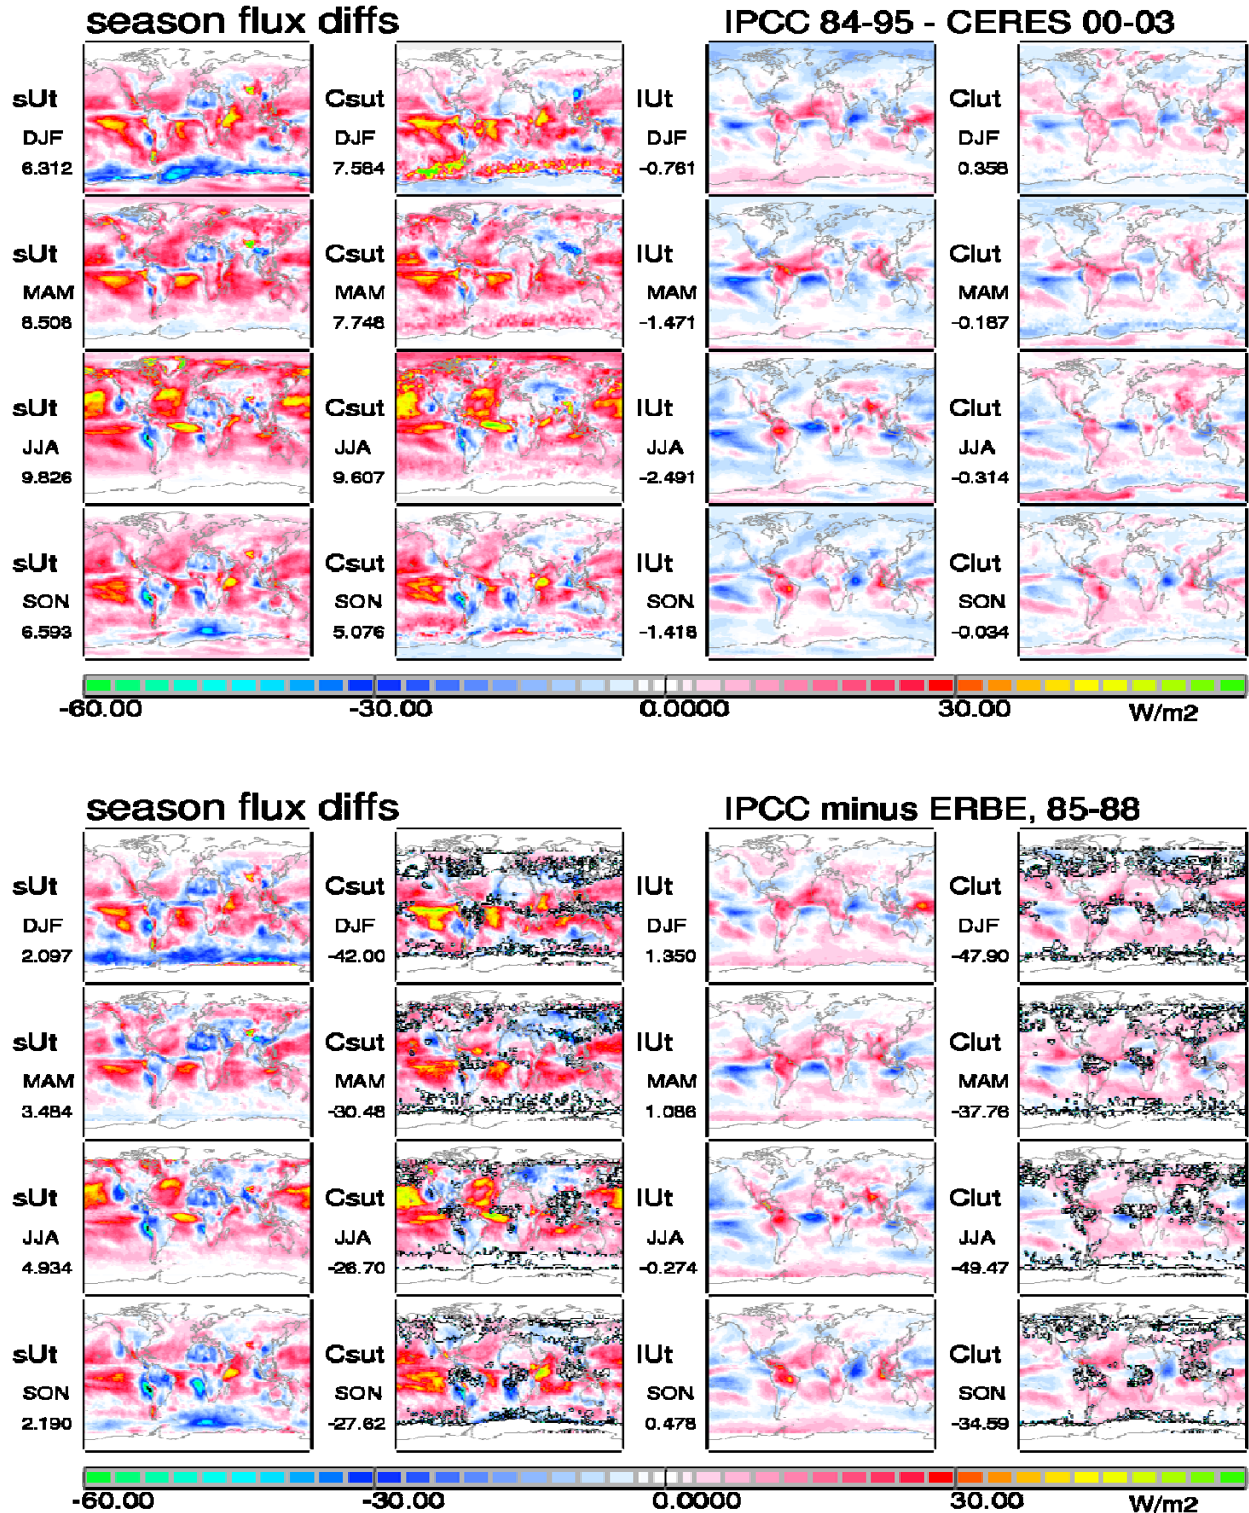 season flux diffs IPCC 84-95 - CERES 00-03
sUt Csut lUt Clut
DJF DJF DJF DJF
6.312 7.584 -0.761 0.358
sUt Csut lUt Clut
MAM MAM MAM MAM
8.508 7.748 -1.471 -0.187
sUt Csut lUt Clut
JJA JJA JJA JJA
9.826 9.607 -2.491 -0.314
sUt Csut lUt Clut
SON SON SON SON
6.593 5.076 -1.418 -0.034
-60.00 -30.00 0.0000 30.00 W/m2
season flux diffs IPCC minus ERBE, 85-88
sUt Csut lUt Clut
DJF DJF DJF DJF
2.097 -42.00 1.350 -47.90
sUt Csut lUt Clut
MAM MAM MAM MAM
3.484 -30.48 1.086 -37.76
sUt Csut lUt Clut
JJA JJA JJA JJA
4.934 -26.70 -0.274 -49.47
sUt Csut lUt Clut
SON SON SON SON
2.190 -27.62 0.478 -34.59
-60.00 -30.00 0.0000 30.00 W/m2